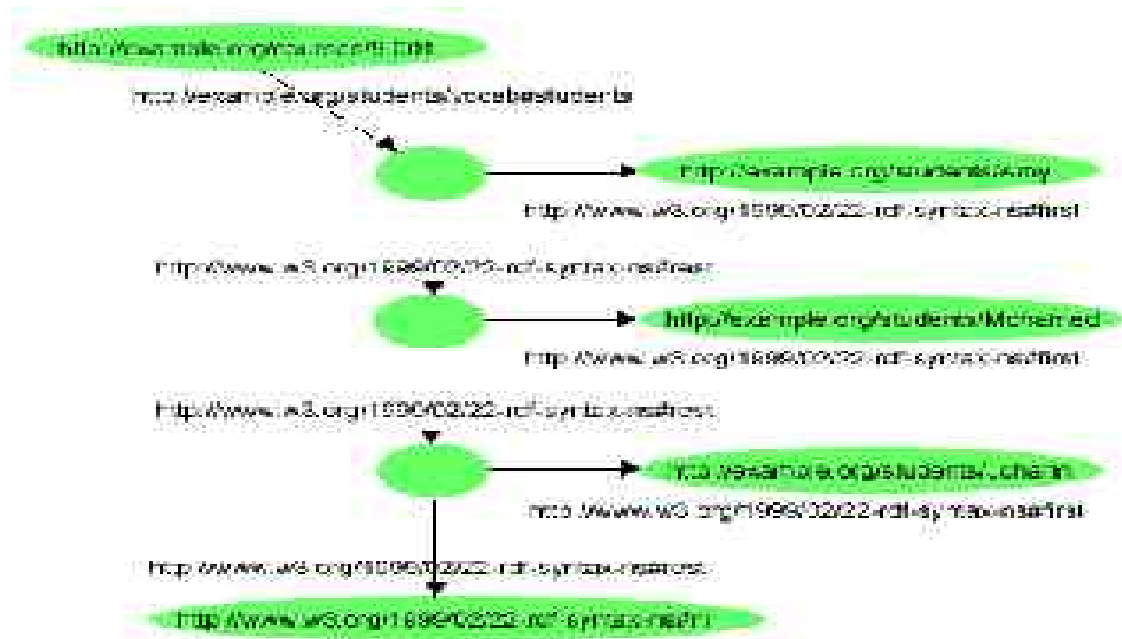 http://example.org/courses/6.001
http://example.org/students/vocab#students
http://example.org/students/Amy
http://www.w3.org/1999/02/22-rdf-syntax-ns#first
http://www.w3.org/1999/02/22-rdf-syntax-ns#rest
http://example.org/students/Mohamed
http://www.w3.org/1999/02/22-rdf-syntax-ns#first
http://www.w3.org/1999/02/22-rdf-syntax-ns#rest
http://example.org/students/Johann
http://www.w3.org/1999/02/22-rdf-syntax-ns#first
http://www.w3.org/1999/02/22-rdf-syntax-ns#rest
http://www.w3.org/1999/02/22-rdf-syntax-ns#nil